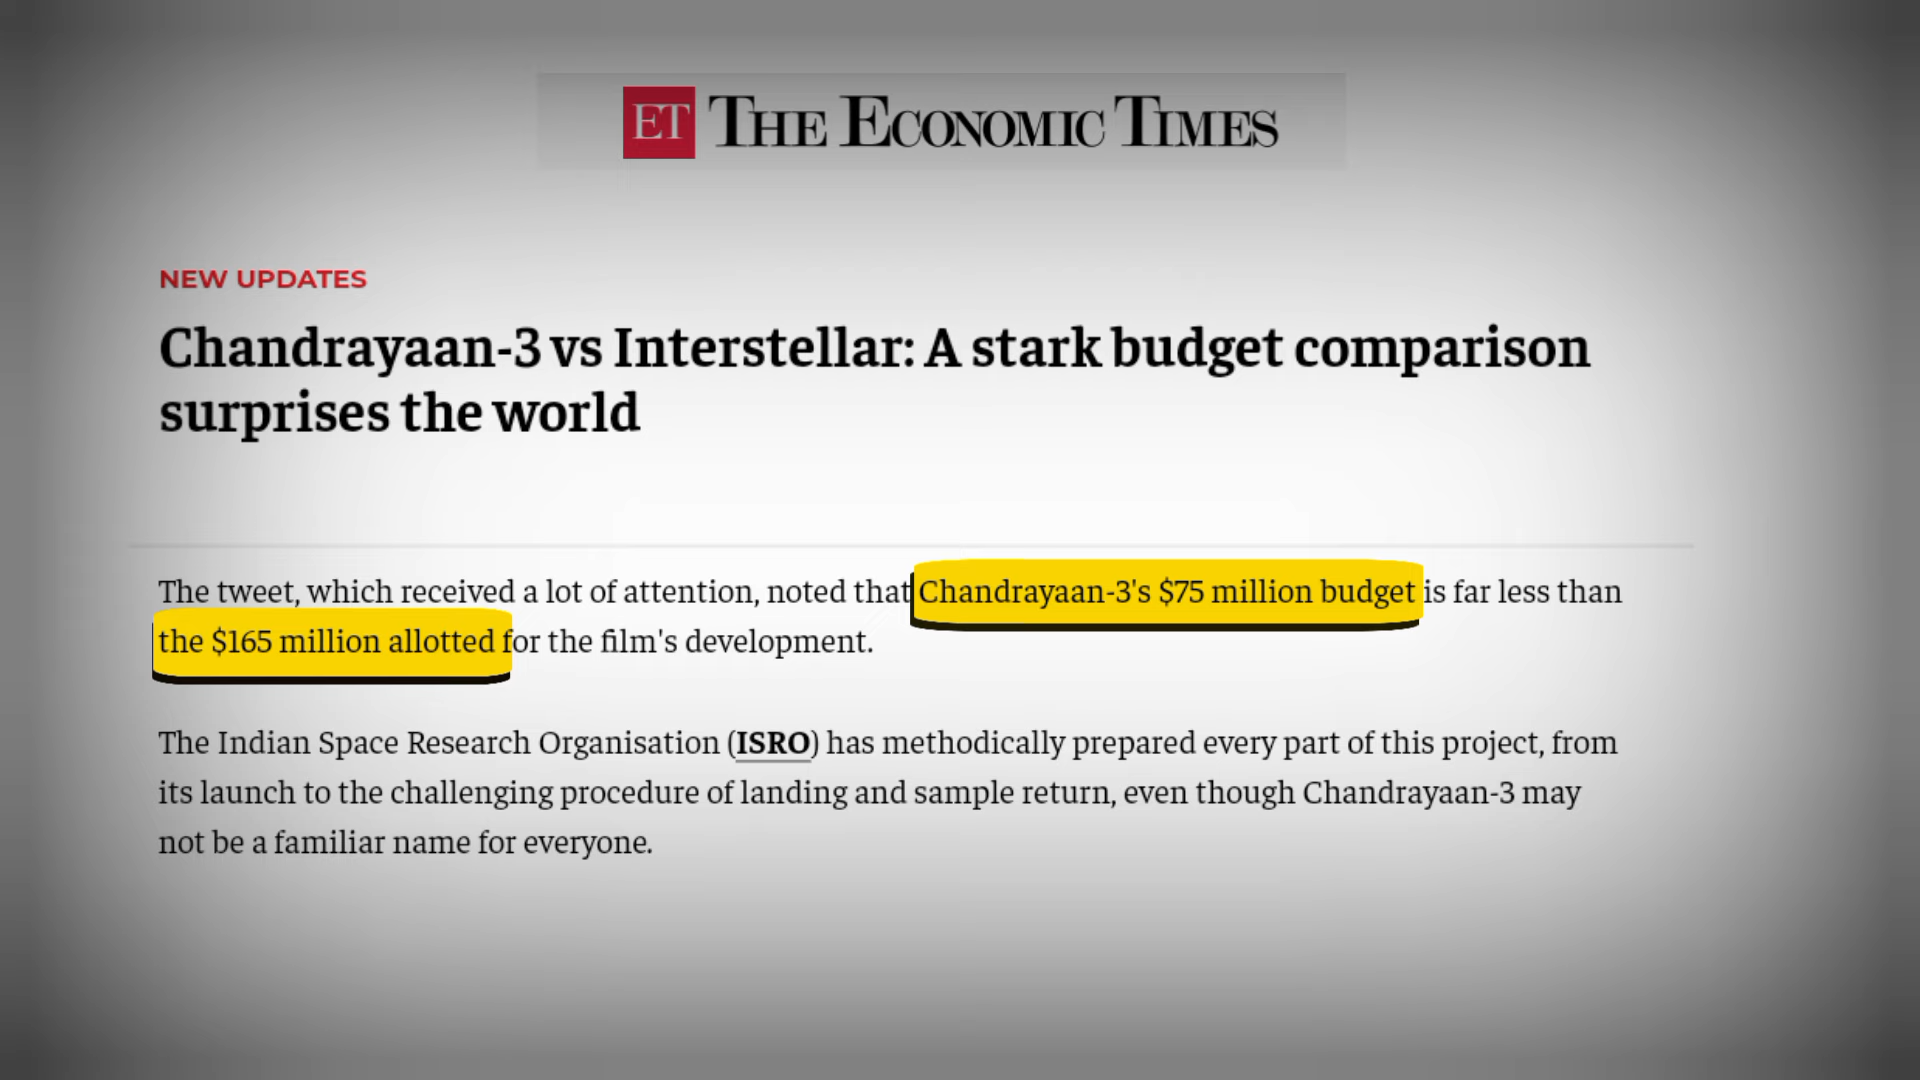 ET THE ECONOMIC TIMES
NEW UPDATES
Chandrayaan-3 vs Interstellar: A stark budget comparison
surprises the world
The tweet, which received a lot of attention, noted that Chandrayaan-3's $75 million budget is far less than
the $165 million allotted for the film's development.
The Indian Space Research Organisation (ISRO) has methodically prepared every part of this project, from
its launch to the challenging procedure of landing and sample return, even though Chandrayaan-3 may
not be a familiar name for everyone.